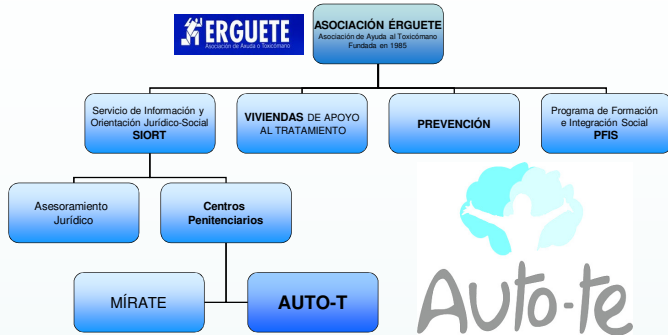 ERGUETE
Asociación de Axuda o Toxicómano
ASOCIACIÓN ÉRGUETE
Asociación de Ayuda al Toxicómano
Fundada en 1985
Servicio de Información y
Orientación Jurídico-Social
SIORT
VIVIENDAS DE APOYO
AL TRATAMIENTO
PREVENCIÓN
Programa de Formación
e Integración Social
PFIS
Asesoramiento
Jurídico
Centros
Penitenciarios
MÍRATE
AUTO-T
Auto-te